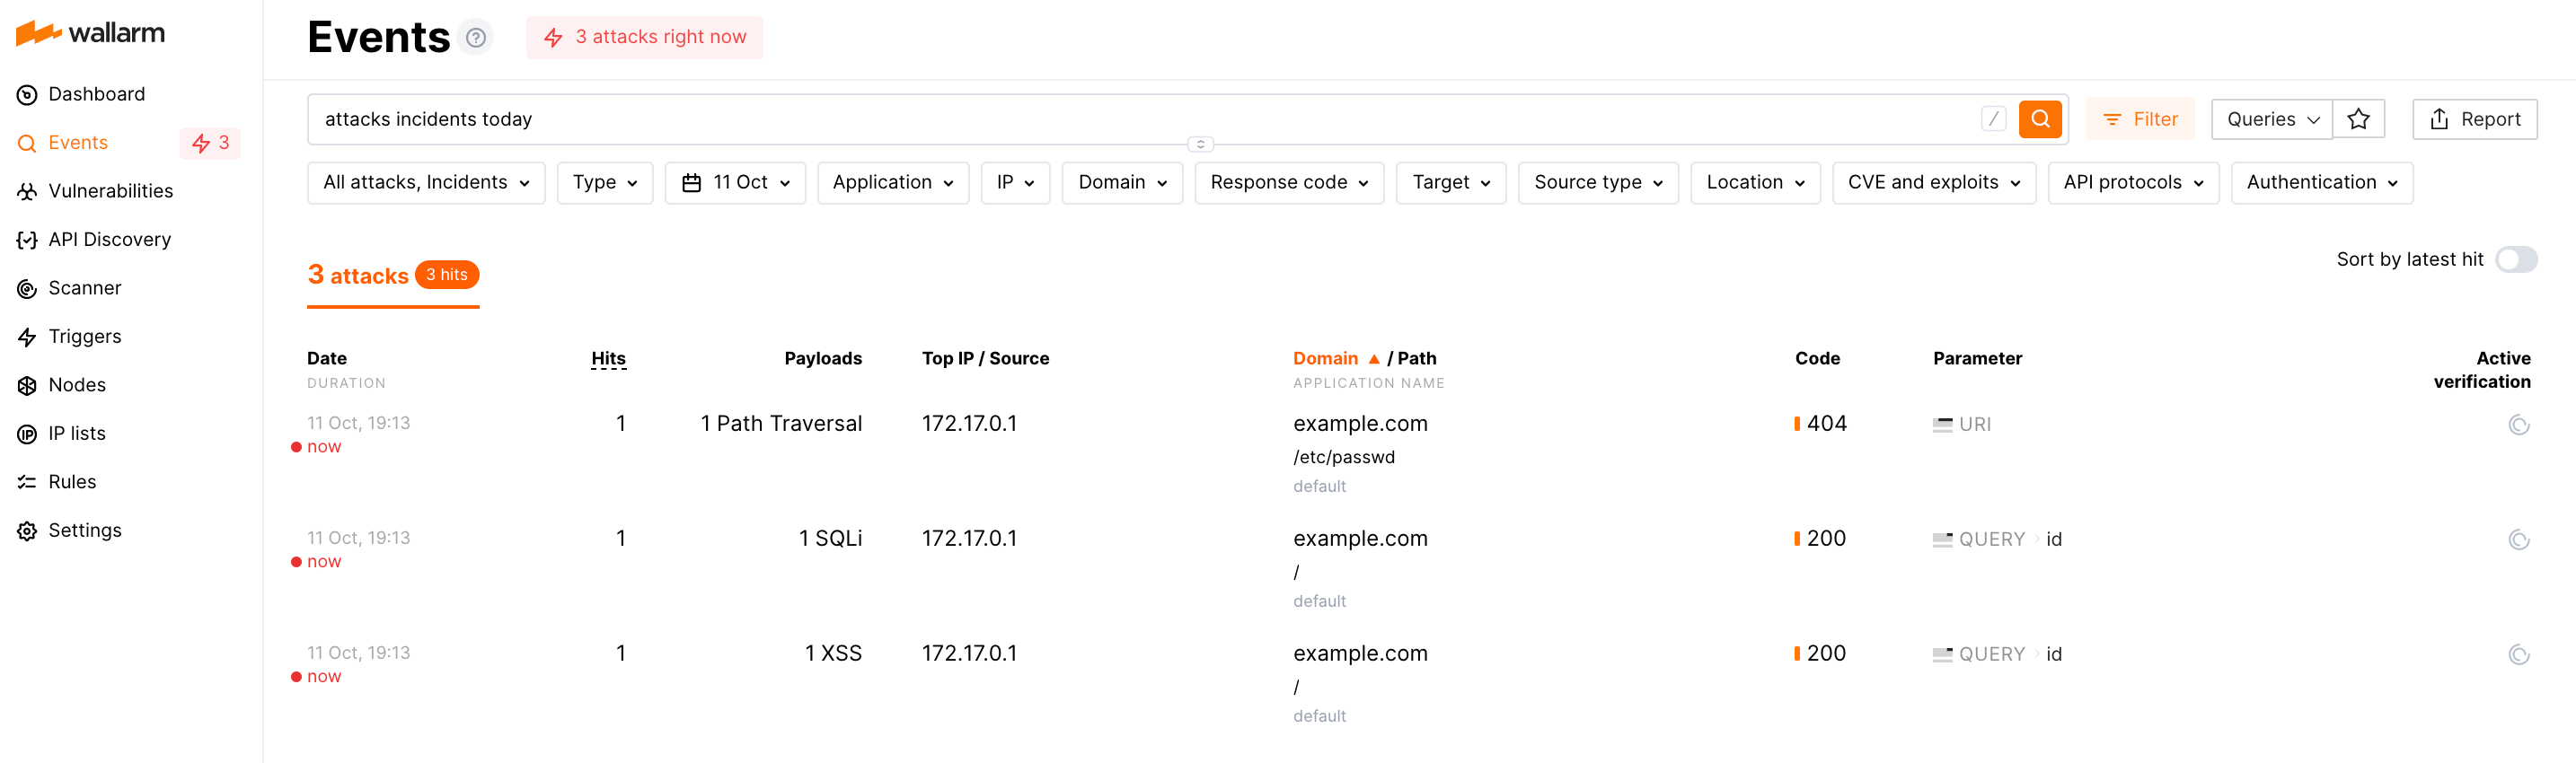 wallarm
Dashboard
Events 3
Vulnerabilities
API Discovery
Scanner
Triggers
Nodes
IP lists
Rules
Settings
Events ? 3 attacks right now
attacks incidents today / Filter Queries Report
All attacks, Incidents Type 11 Oct Application IP Domain Response code Target Source type Location CVE and exploits API protocols Authentication
3 attacks 3 hits Sort by latest hit
Date Hits Payloads Top IP / Source Domain ▲ / Path Code Parameter Active
DURATION APPLICATION NAME verification
11 Oct, 19:13 1 1 Path Traversal 172.17.0.1 example.com 404 URI
now /etc/passwd
default
11 Oct, 19:13 1 1 SQLi 172.17.0.1 example.com 200 QUERY › id
now /
default
11 Oct, 19:13 1 1 XSS 172.17.0.1 example.com 200 QUERY › id
now /
default